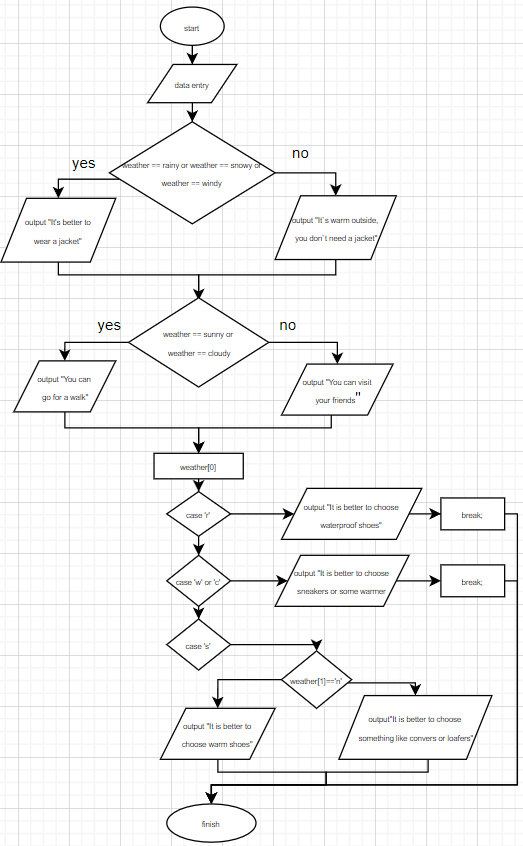 start
data entry
weather == rainy or weather == snowy or
weather == windy
yes
no
output "It's better to
wear a jacket"
output "It`s warm outside,
you don`t need a jacket"
weather == sunny or
weather == cloudy
yes
no
output "You can
go for a walk"
output "You can visit
your friends"
weather[0]
case 'r'
output "It is better to choose
waterproof shoes"
break;
case 'w' or 'c'
output "It is better to choose
sneakers or some warmer
break;
case 's'
weather[1]=='n'
output "It is better to
choose warm shoes"
output"It is better to choose
something like convers or loafers"
finish